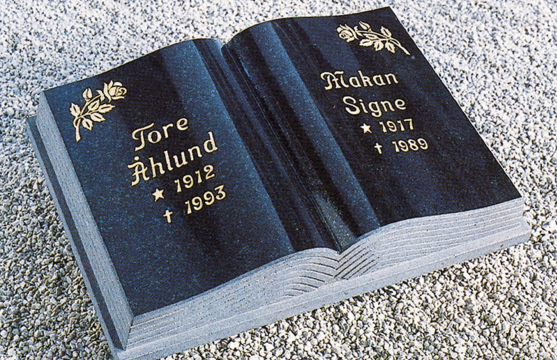 Tore
Åhlund
★ 1912
† 1993
Makan
Signe
★ 1917
† 1989